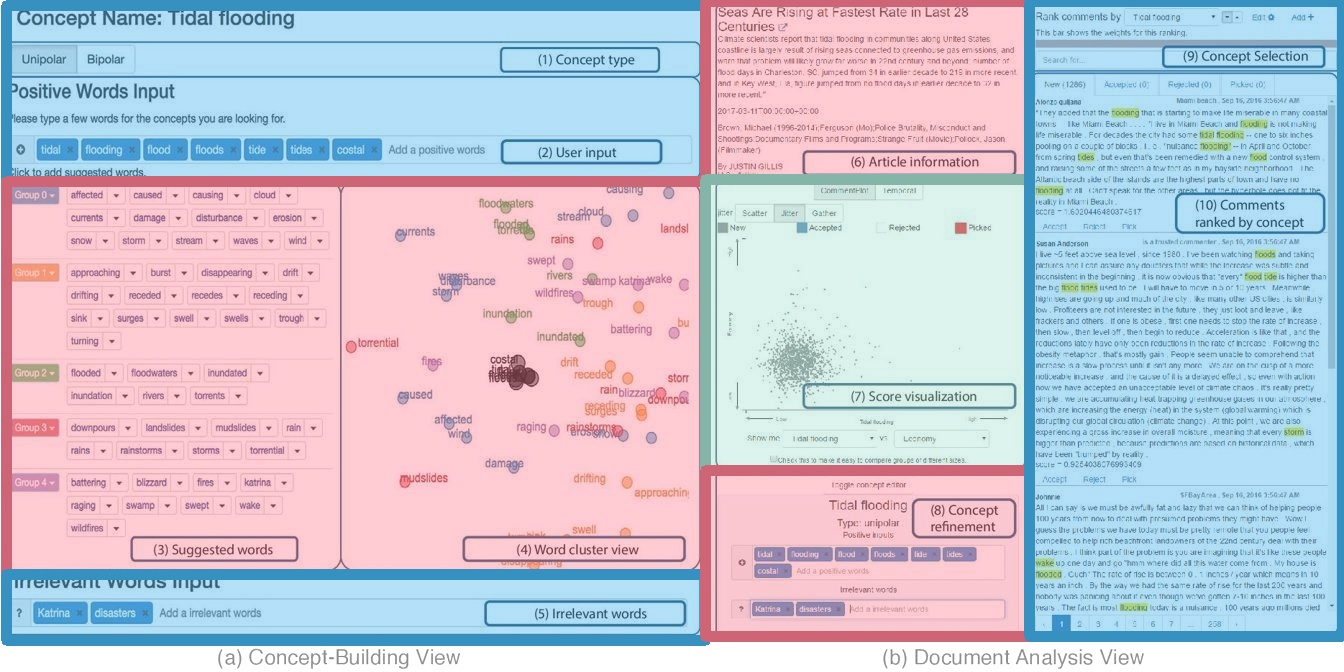 Concept Name: Tidal flooding
Unipolar Bipolar
(1) Concept type
Positive Words Input
Please type a few words for the concepts you are looking for.
tidal × flooding × flood × floods × tide × tides × costal × Add a positive words
(2) User input
Click to add suggested words.
Group 0 affected caused causing cloud
currents damage disturbance erosion
snow storm stream waves wind
Group 1 approaching burst disappearing drift
drifting receded recedes receding
sink surges swell swells trough
turning
Group 2 flooded floodwaters inundated
inundation rivers torrents
Group 3 downpours landslides mudslides rain
rains rainstorms storms torrential
Group 4 battering blizzard fires katrina
raging swamp swept wake
wildfires
(3) Suggested words
causing
floodwaters
cloud
stream
flooded
currents
rains
landsl
swept
waves
disturbance
storm
rivers
swamp katrina wake
wildfires
trough
inundation
battering
bu
inundated
torrential
costal
fires
drift
receded
storr
rain blizzard
downpou
caused
receding
surges
affected
wind
raging
rainstorms
damage
mudslides
drifting
approaching
swell
disappearing
(4) Word cluster view
Irrelevant Words Input
? Katrina × disasters × Add a irrelevant words
(5) Irrelevant words
(a) Concept-Building View
Seas Are Rising at Fastest Rate in Last 28
Centuries
Climate scientists report that tidal flooding in communities along United States
coastline is largely result of rising seas connected to greenhouse gas emissions, and
warn that problem will likely grow far worse in 22nd century and beyond; number of
flood days in Charleston, SC, jumped from 34 in earlier decade to 219 in more recent,
and in Key West, Fla, figure jumped from no flood days in earlier decade to 32 in
more recent."
2017-03-11T00:00:00+00:00
Brown, Michael (1996-2014);Ferguson (Mo);Police Brutality, Misconduct and
Shootings;Documentary Films and Programs;Strange Fruit (Movie);Pollock, Jason
(Filmmaker)
By JUSTIN GILLIS
(6) Article information
CommentPlot Temporal
jitter Scatter Jitter Gather
New Accepted Rejected Picked
Economy
Low Tidal flooding High
(7) Score visualization
Show me Tidal flooding vs Economy
Check this to make it easy to compare groups of different sizes.
Toggle concept editor
Tidal flooding
Type: unipolar
Positive inputs
(8) Concept
refinement
tidal × flooding × flood × floods × tide × tides ×
costal × Add a positive words
Irrelevant words
? Katrina × disasters × Add a irrelevant words
Rank comments by Tidal flooding Edit Add +
This bar shows the weights for this ranking.
Search for...
(9) Concept Selection
New (1286) Accepted (0) Rejected (0) Picked (0)
Alonzo quijana Miami beach , Sep 16, 2016, 3:56:47 AM
"They added that the flooding that is starting to make life miserable in many coastal
towns -- like Miami Beach . . . . " I live in Miami Beach and flooding is not making
life miserable . For decades the city had some tidal flooding -- one to six inches
pooling on a couple of blocks , i. e. "nuisance flooding" -- in April and October
from spring tides , but even that's been remedied with a new flood control system ,
and raising the streets a few feet as in my bayside neighborhood . The
Atlantic beach side of the islands are the highest parts of town and have no
flooding at all . Can't speak for the other areas , but the hyperbole does not fit the
reality in Miami Beach .
score = 1.6320446480374617
Accept Reject Pick
(10) Comments
ranked by concept
Susan Anderson is a trusted commenter , Sep 16, 3:56:47 AM
I live ~5 feet above sea level , since 1980 . I've been watching floods and taking
pictures and I can assure any doubters that while the increase was subtle and
inconsistent in the beginning , it is now obvious that "every" flood tide is higher than
the big flood tides used to be . I will have to move in 5 or 10 years . Meanwhile
highrises are going up and much of the city , like many other US cities , is similarly
low . Profiteers are not interested in the future , they just loot and leave , like
frackers and others . If one is obese , first one needs to stop the rate of increase ,
then slow , then level off , then begin to reduce . Acceleration is like that , and the
reductions lately have only been reductions in the rate of increase . Following the
obesity metaphor , that's mostly gain . People seem unable to comprehend that
increase is a slow process until it isn't any more . We are on the cusp of a more
noticeable increase , and the cause of it is a delayed effect , so even with action
now we have accepted an unacceptable level of climate chaos . It's really pretty
simple , we are accumulating heat trapping greenhouse gases in our atmosphere ,
which are increasing the energy (heat) in the system (global warming) which is
disrupting our global circulation (climate change) . At this point , we are also
experiencing a gross increase in overall moisture , meaning that every storm is
bigger than predicted , because predictions are based on historical data , which
have been "trumped" by reality .
Accept Reject Pick
Johnnie SFBayArea , Sep 16, 3:56:47 AM
All I can say is we must be awfully fat and lazy that we can think of helping people
100 years from now to deal with presumed problems they might have . Wow I
guess the problems we have today must be pretty remote that you people feel
compelled to help rich beachfront landowners of the 22nd century deal with their
problems . I think part of the problem is you are imagining that it's like these people
wake up one day and go "hmm where did all this water come from . My house is
flooded . Ouch" The rate of rise is between 0 . 1 inches / year which means in 10
years an inch . By the way we had the same rate of rise for the last 200 years and
nobody was panicking about it even though we've gotten 7-16 inches in the last 100
years . The fact is most flooding today is a nuisance . 100 years ago millions died
‹ 1 2 3 4 5 6 7 ... 258 ›
(b) Document Analysis View